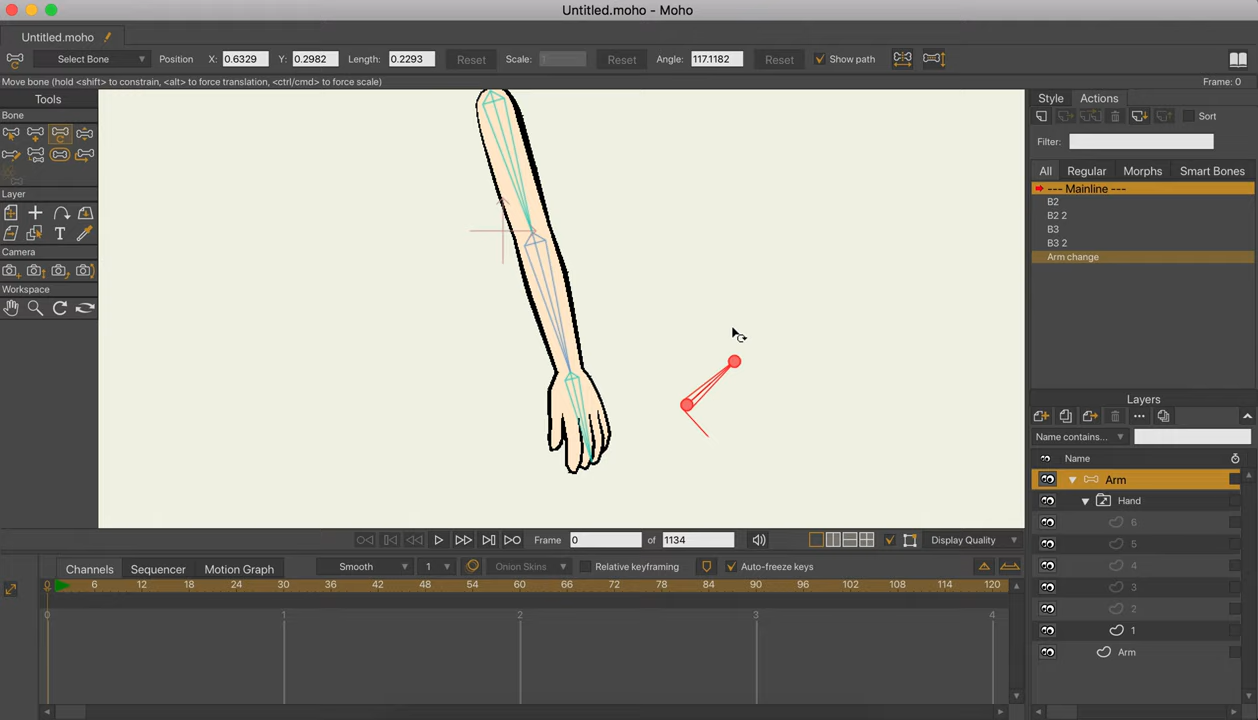 Untitled.moho - Moho
Untitled.moho
Select Bone Position X: 0.6329 Y: 0.2982 Length: 0.2293 Reset Scale: 1 Reset Angle: 117.1182 Reset Show path
Move bone (hold <shift> to constrain, <alt> to force translation, <ctrl/cmd> to force scale) Frame: 0
Tools
Bone
Layer
Camera
Workspace
Style Actions
Sort
Filter:
All Regular Morphs Smart Bones
--- Mainline ---
B2
B2 2
B3
B3 2
Arm change
Layers
Name contains...
Name
Arm
Hand
6
5
4
3
2
1
Arm
Frame 0 of 1134 Display Quality
Channels Sequencer Motion Graph Smooth 1 Onion Skins Relative keyframing Auto-freeze keys
0 6 12 18 24 30 36 42 48 54 60 66 72 78 84 90 96 102 108 114 120
0 1 2 3 4